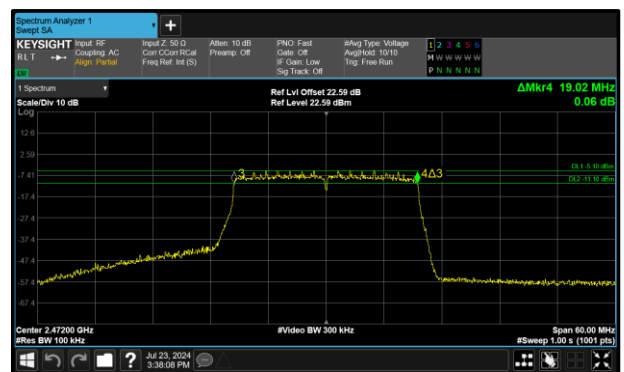 Spectrum Analyzer 1
Swept SA
+
KEYSIGHT Input: RF Input Z: 50 Ω Atten: 10 dB PNO: Fast #Avg Type: Voltage 1 2 3 4 5 6
RLT Coupling: AC Corr CCorr RCal Preamp: Off Gate: Off Avg|Hold: 10/10 M W W W W W
Align: Partial Freq Ref: Int (S) IF Gain: Low Trig: Free Run
Sig Track: Off P N N N N N
LXI
1 Spectrum Ref Lvl Offset 22.59 dB ΔMkr4 19.02 MHz
Scale/Div 10 dB Ref Level 22.59 dBm 0.06 dB
Log
12.6
2.59
DL1 -5.10 dBm
-7.41 3 4Δ3
DL2 -11.10 dBm
-17.4
-27.4
-37.4
-47.4
-57.4
-67.4
Center 2.47200 GHz #Video BW 300 kHz Span 60.00 MHz
#Res BW 100 kHz #Sweep 1.00 s (1001 pts)
? Jul 23, 2024
3:38:08 PM